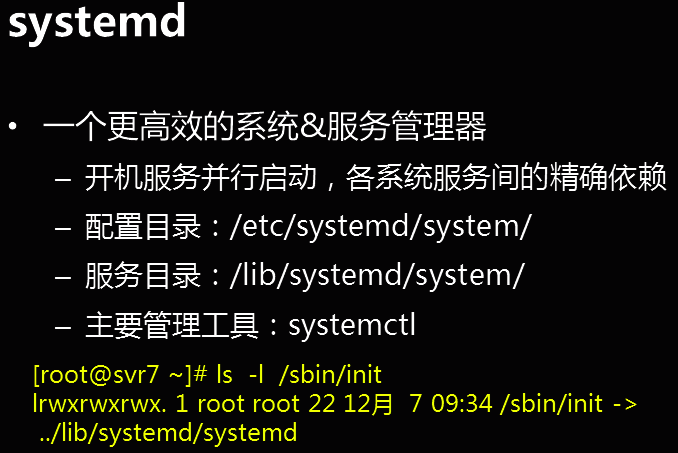 systemd
• 一个更高效的系统&服务管理器
– 开机服务并行启动，各系统服务间的精确依赖
– 配置目录：/etc/systemd/system/
– 服务目录：/lib/systemd/system/
– 主要管理工具：systemctl
[root@svr7 ~]# ls  -l  /sbin/init
lrwxrwxrwx. 1 root root 22 12月  7 09:34 /sbin/init ->
../lib/systemd/systemd